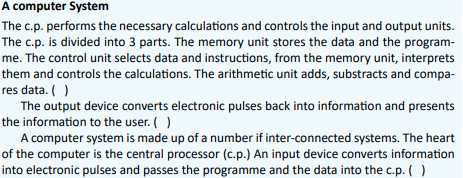 A computer System
The c.p. performs the necessary calculations and controls the input and output units.
The c.p. is divided into 3 parts. The memory unit stores the data and the program-
me. The control unit selects data and instructions, from the memory unit, interprets
them and controls the calculations. The arithmetic unit adds, substracts and compa-
res data. ( )
The output device converts electronic pulses back into information and presents
the information to the user. ( )
A computer system is made up of a number if inter-connected systems. The heart
of the computer is the central processor (c.p.) An input device converts information
into electronic pulses and passes the programme and the data into the c.p. ( )